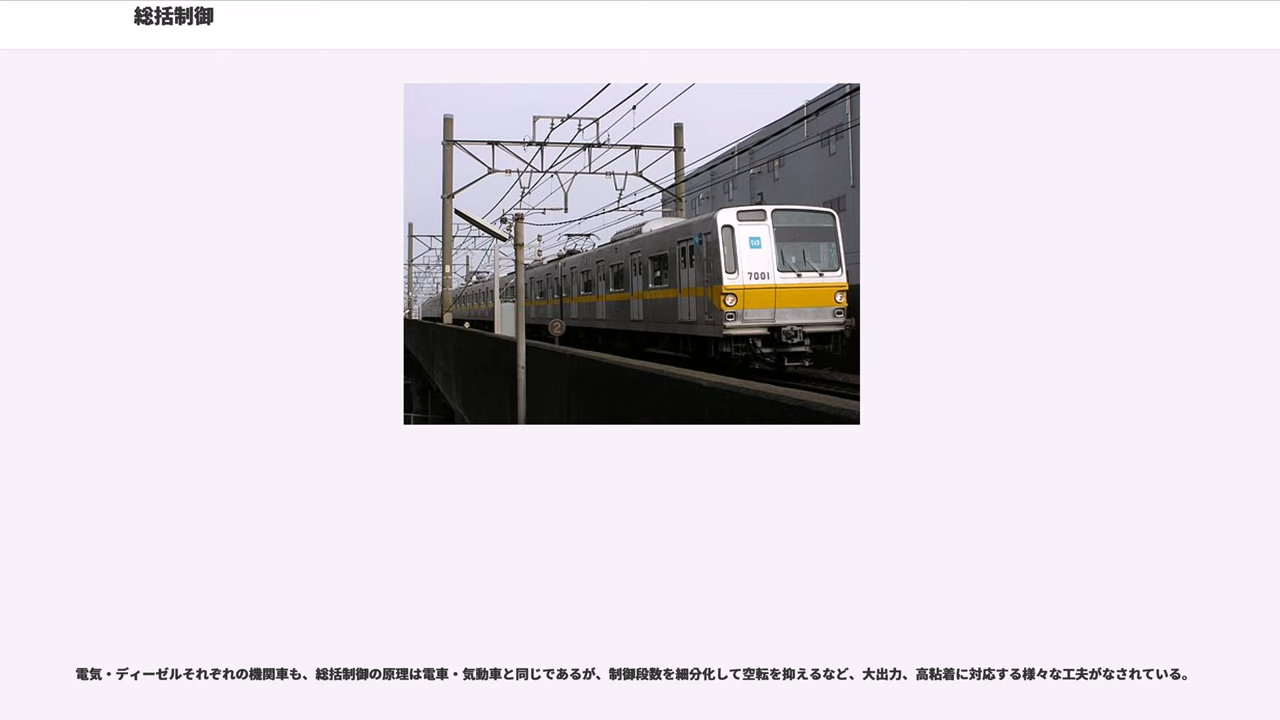 総括制御
7001
2
電気・ディーゼルそれぞれの機関車も、総括制御の原理は電車・気動車と同じであるが、制御段数を細分化して空転を抑えるなど、大出力、高粘着に対応する様々な工夫がなされている。